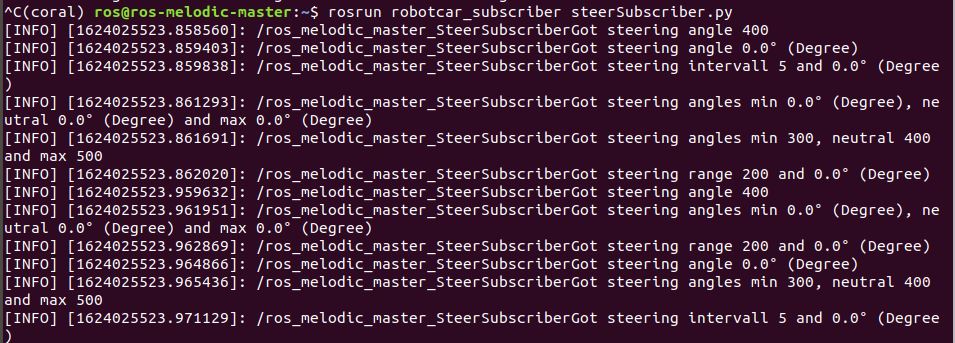 ^C(coral) ros@ros-melodic-master:~$ rosrun robotcar_subscriber steerSubscriber.py
[INFO] [1624025523.858560]: /ros_melodic_master_SteerSubscriberGot steering angle 400
[INFO] [1624025523.859403]: /ros_melodic_master_SteerSubscriberGot steering angle 0.0° (Degree)
[INFO] [1624025523.859838]: /ros_melodic_master_SteerSubscriberGot steering intervall 5 and 0.0° (Degree
)
[INFO] [1624025523.861293]: /ros_melodic_master_SteerSubscriberGot steering angles min 0.0° (Degree), ne
utral 0.0° (Degree) and max 0.0° (Degree)
[INFO] [1624025523.861691]: /ros_melodic_master_SteerSubscriberGot steering angles min 300, neutral 400
and max 500
[INFO] [1624025523.862020]: /ros_melodic_master_SteerSubscriberGot steering range 200 and 0.0° (Degree)
[INFO] [1624025523.959632]: /ros_melodic_master_SteerSubscriberGot steering angle 400
[INFO] [1624025523.961951]: /ros_melodic_master_SteerSubscriberGot steering angles min 0.0° (Degree), ne
utral 0.0° (Degree) and max 0.0° (Degree)
[INFO] [1624025523.962869]: /ros_melodic_master_SteerSubscriberGot steering range 200 and 0.0° (Degree)
[INFO] [1624025523.964866]: /ros_melodic_master_SteerSubscriberGot steering angle 0.0° (Degree)
[INFO] [1624025523.965436]: /ros_melodic_master_SteerSubscriberGot steering angles min 300, neutral 400
and max 500
[INFO] [1624025523.971129]: /ros_melodic_master_SteerSubscriberGot steering intervall 5 and 0.0° (Degree
)